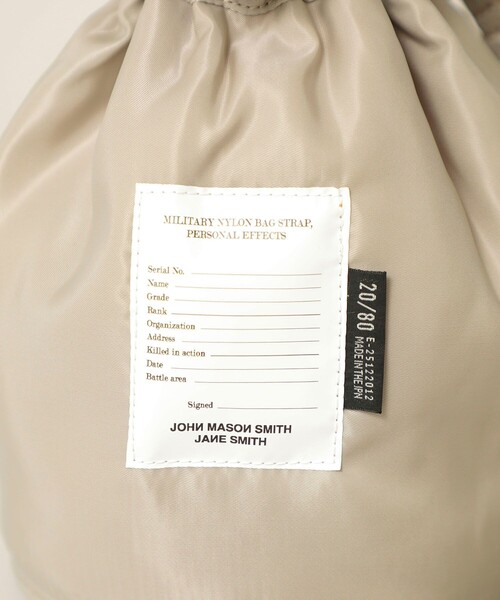 MILITARY NYLON BAG STRAP,
PERSONAL EFFECTS
Serial No.
Name
Grade
Rank
Organization
Address
Killed in action
Date
Battle area
Signed
JOHИ MASOИ SMITH
JAИE SMITH
20/80
E-25122012
MADE IN THE JPN